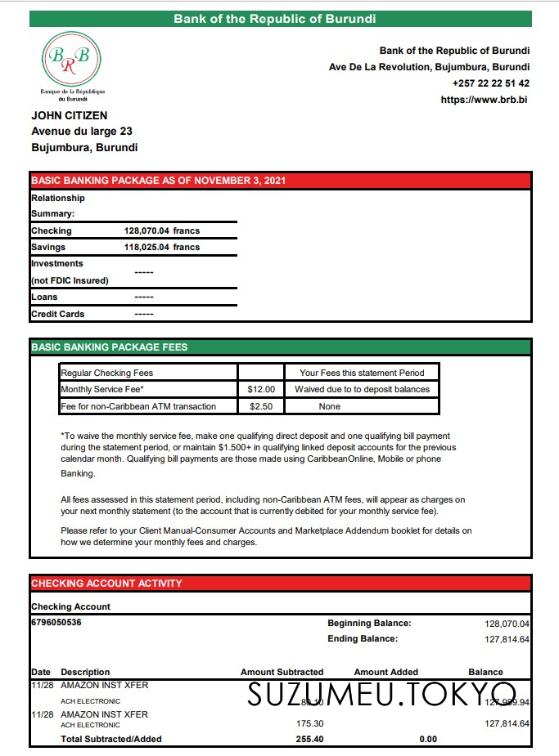 Bank of the Republic of Burundi
BRB
Banque de la République
du Burundi
Bank of the Republic of Burundi
Ave De La Revolution, Bujumbura, Burundi
+257 22 22 51 42
https://www.brb.bi
JOHN CITIZEN
Avenue du large 23
Bujumbura, Burundi
BASIC BANKING PACKAGE AS OF NOVEMBER 3, 2021
Relationship
Summary:
Checking 128,070.04 francs
Savings 118,025.04 francs
Investments
(not FDIC Insured) -----
Loans -----
Credit Cards -----
BASIC BANKING PACKAGE FEES
Regular Checking Fees Your Fees this statement Period
Monthly Service Fee* $12.00 Waived due to to deposit balances
Fee for non-Caribbean ATM transaction $2.50 None
*To waive the monthly service fee, make one qualifying direct deposit and one qualifying bill payment
during the statement period, or maintain $1.500+ in qualifying linked deposit accounts for the previous
calendar month. Qualifying bill payments are those made using CaribbeanOnline, Mobile or phone
Banking.
All fees assessed in this statement period, including non-Caribbean ATM fees, will appear as charges on
your next monthly statement (to the account that is currently debited for your monthly service fee).
Please refer to your Client Manual-Consumer Accounts and Marketplace Addendum booklet for details on
how we determine your monthly fees and charges.
CHECKING ACCOUNT ACTIVITY
Checking Account
6796050536
Beginning Balance: 128,070.04
Ending Balance: 127,814.64
Date Description Amount Subtracted Amount Added Balance
11/28 AMAZON INST XFER
ACH ELECTRONIC
SUZUMEU.TOKYO
11/28 AMAZON INST XFER
ACH ELECTRONIC 175.30 127,814.64
Total Subtracted/Added 255.40 0.00